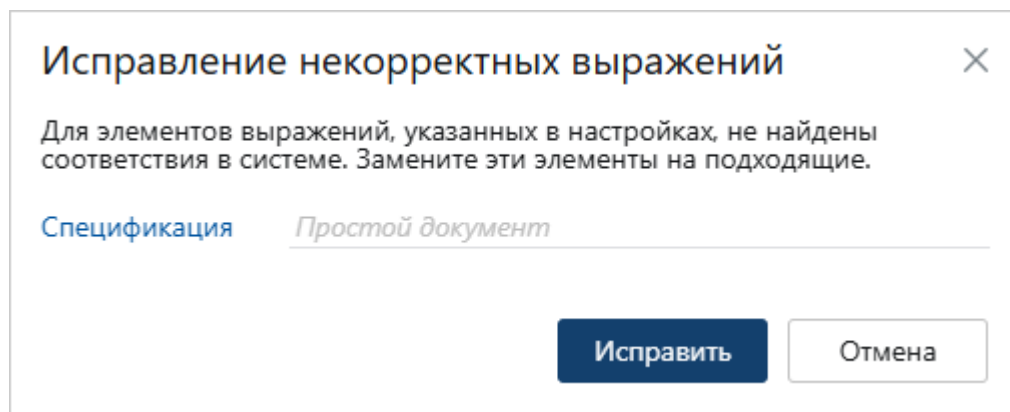 Исправление некорректных выражений
Для элементов выражений, указанных в настройках, не найдены
соответствия в системе. Замените эти элементы на подходящие.
Спецификация Простой документ
Исправить Отмена